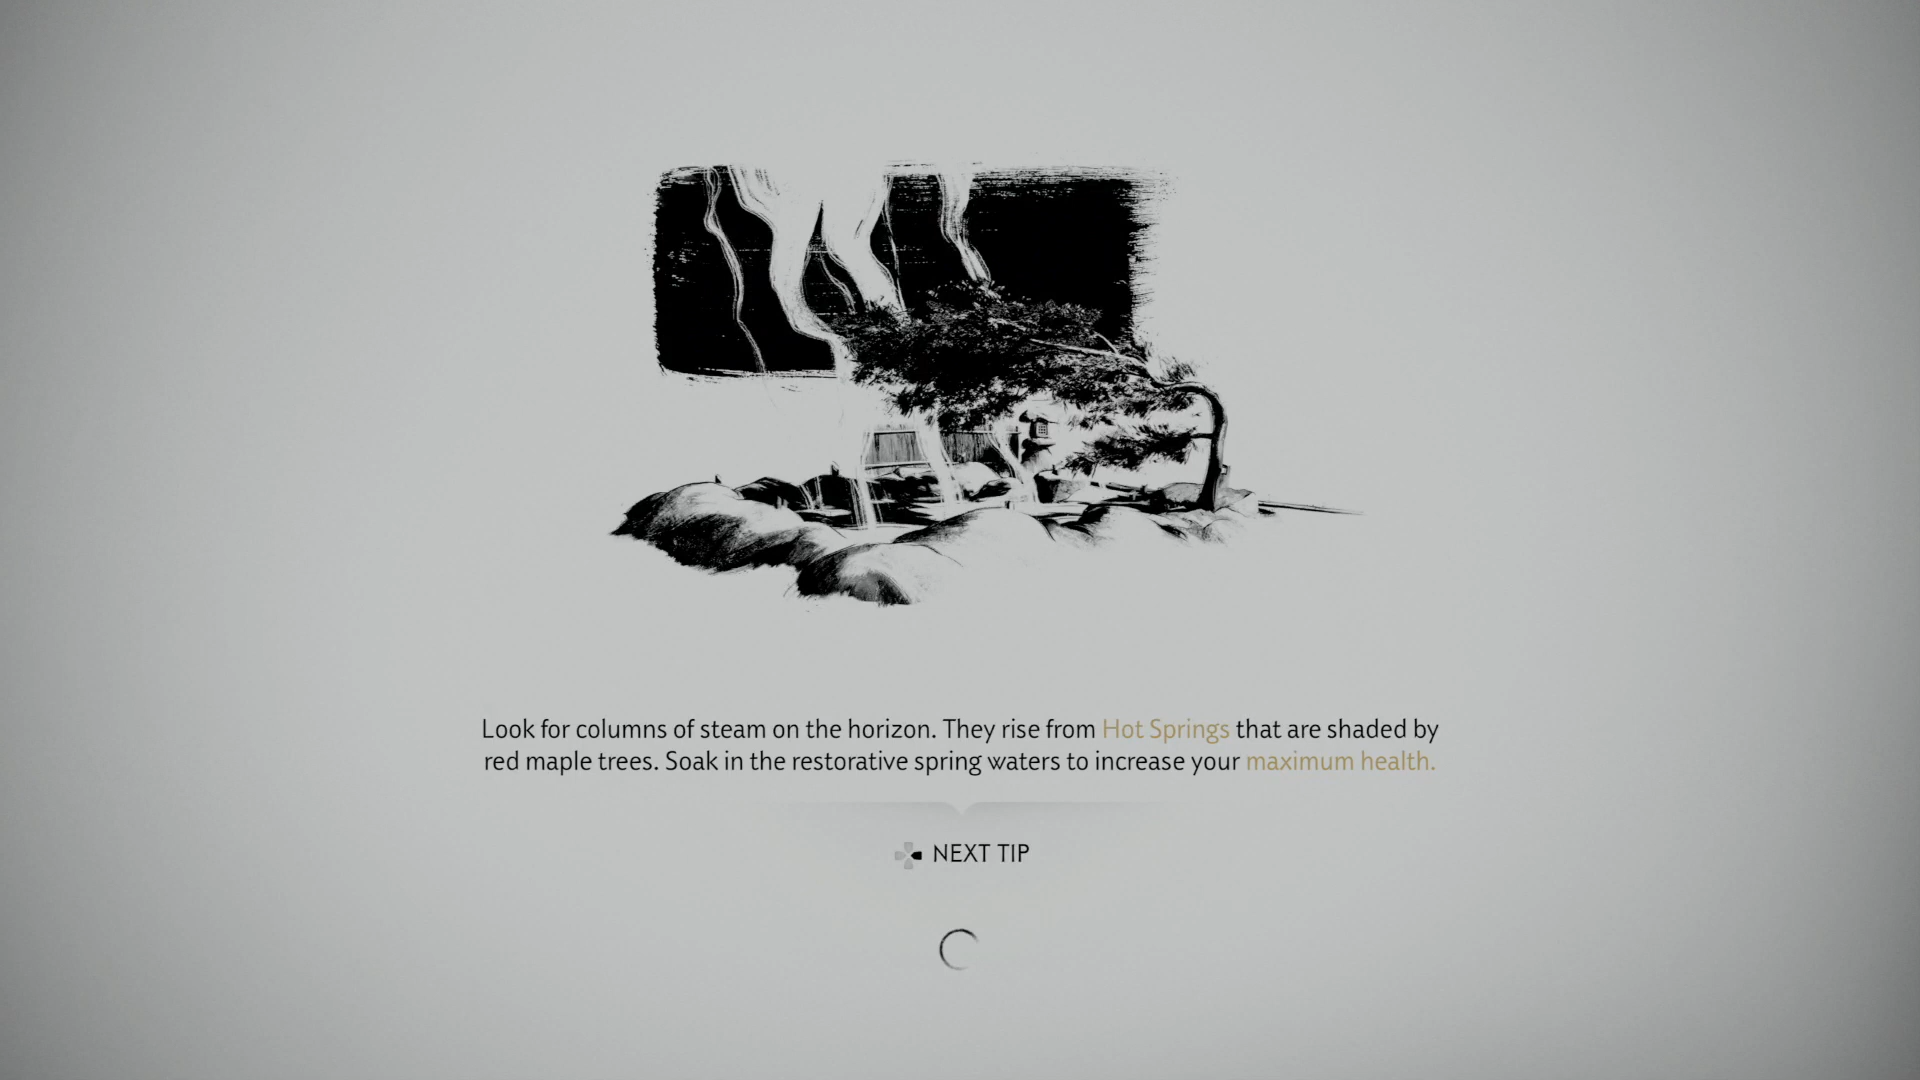 Look for columns of steam on the horizon. They rise from Hot Springs that are shaded by
red maple trees. Soak in the restorative spring waters to increase your maximum health.
NEXT TIP